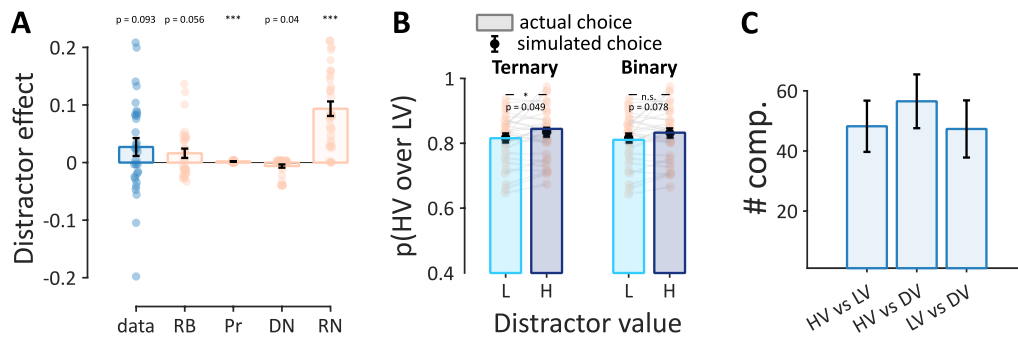 A
p = 0.093 p = 0.056 *** p = 0.04 ***
Distractor effect
0.2
0.1
0
-0.1
-0.2
data RB Pr DN RN
B
actual choice
simulated choice
Ternary Binary
p(HV over LV)
1
0.8
0.6
0.4
* n.s.
p = 0.049 p = 0.078
L H L H
Distractor value
C
# comp.
60
40
20
HV vs LV
HV vs DV
LV vs DV